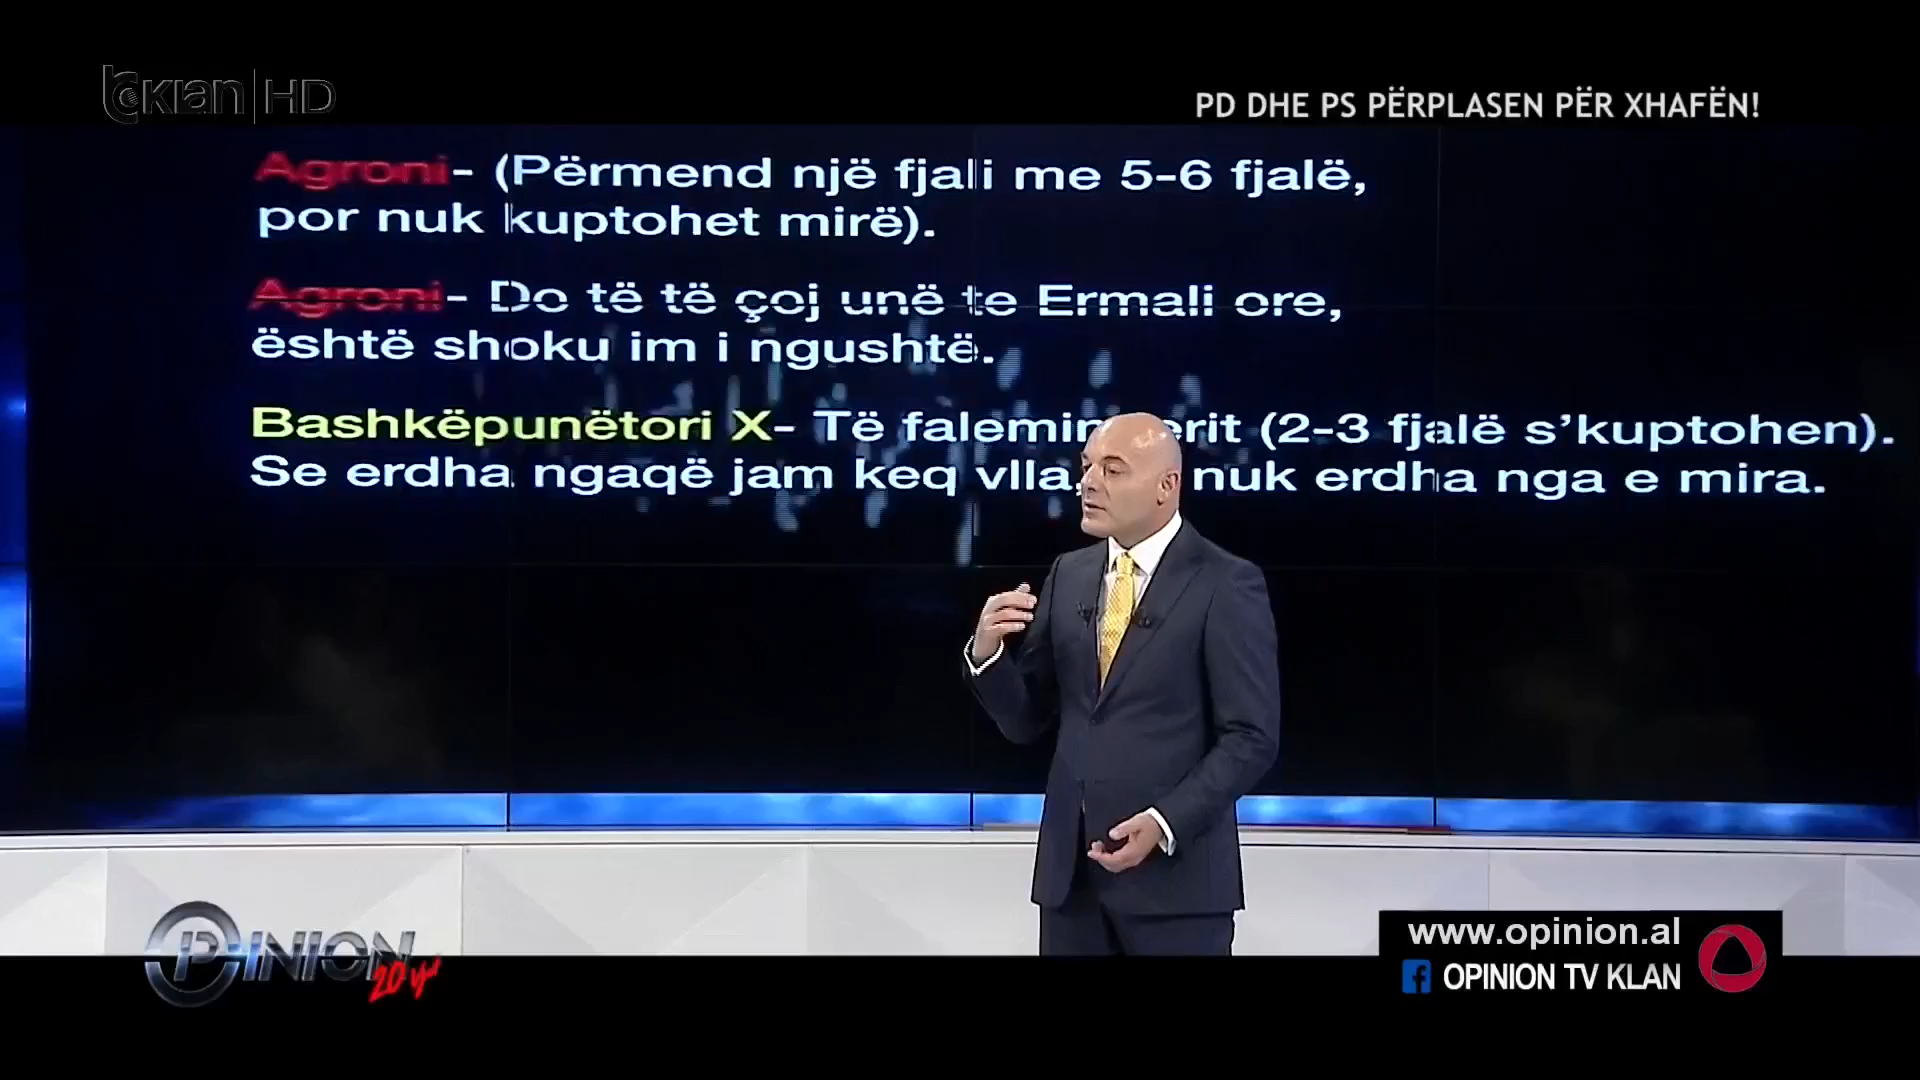 klan HD
PD DHE PS PËRPLASEN PËR XHAFËN!
Agroni- (Përmend një fjali me 5-6 fjalë,
por nuk kuptohet mirë).
Agroni- Do të të çoj unë te Ermali ore,
është shoku im i ngushtë.
Bashkëpunëtori X- Të (2-3 fjalë s'kuptohen).
Se erdha ngaqë jam keq vlla, nuk erdha nga e mira.
OPINION
20
www.opinion.al
OPINION TV KLAN